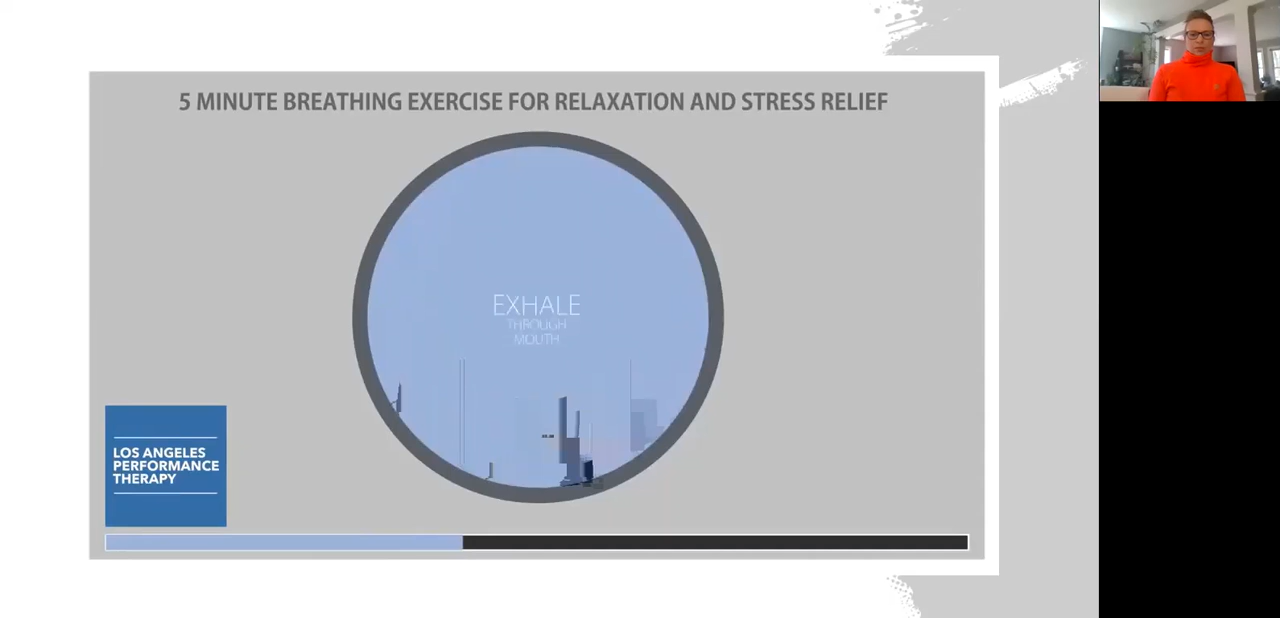 5 MINUTE BREATHING EXERCISE FOR RELAXATION AND STRESS RELIEF
EXHALE
THROUGH
MOUTH
LOS ANGELES
PERFORMANCE
THERAPY